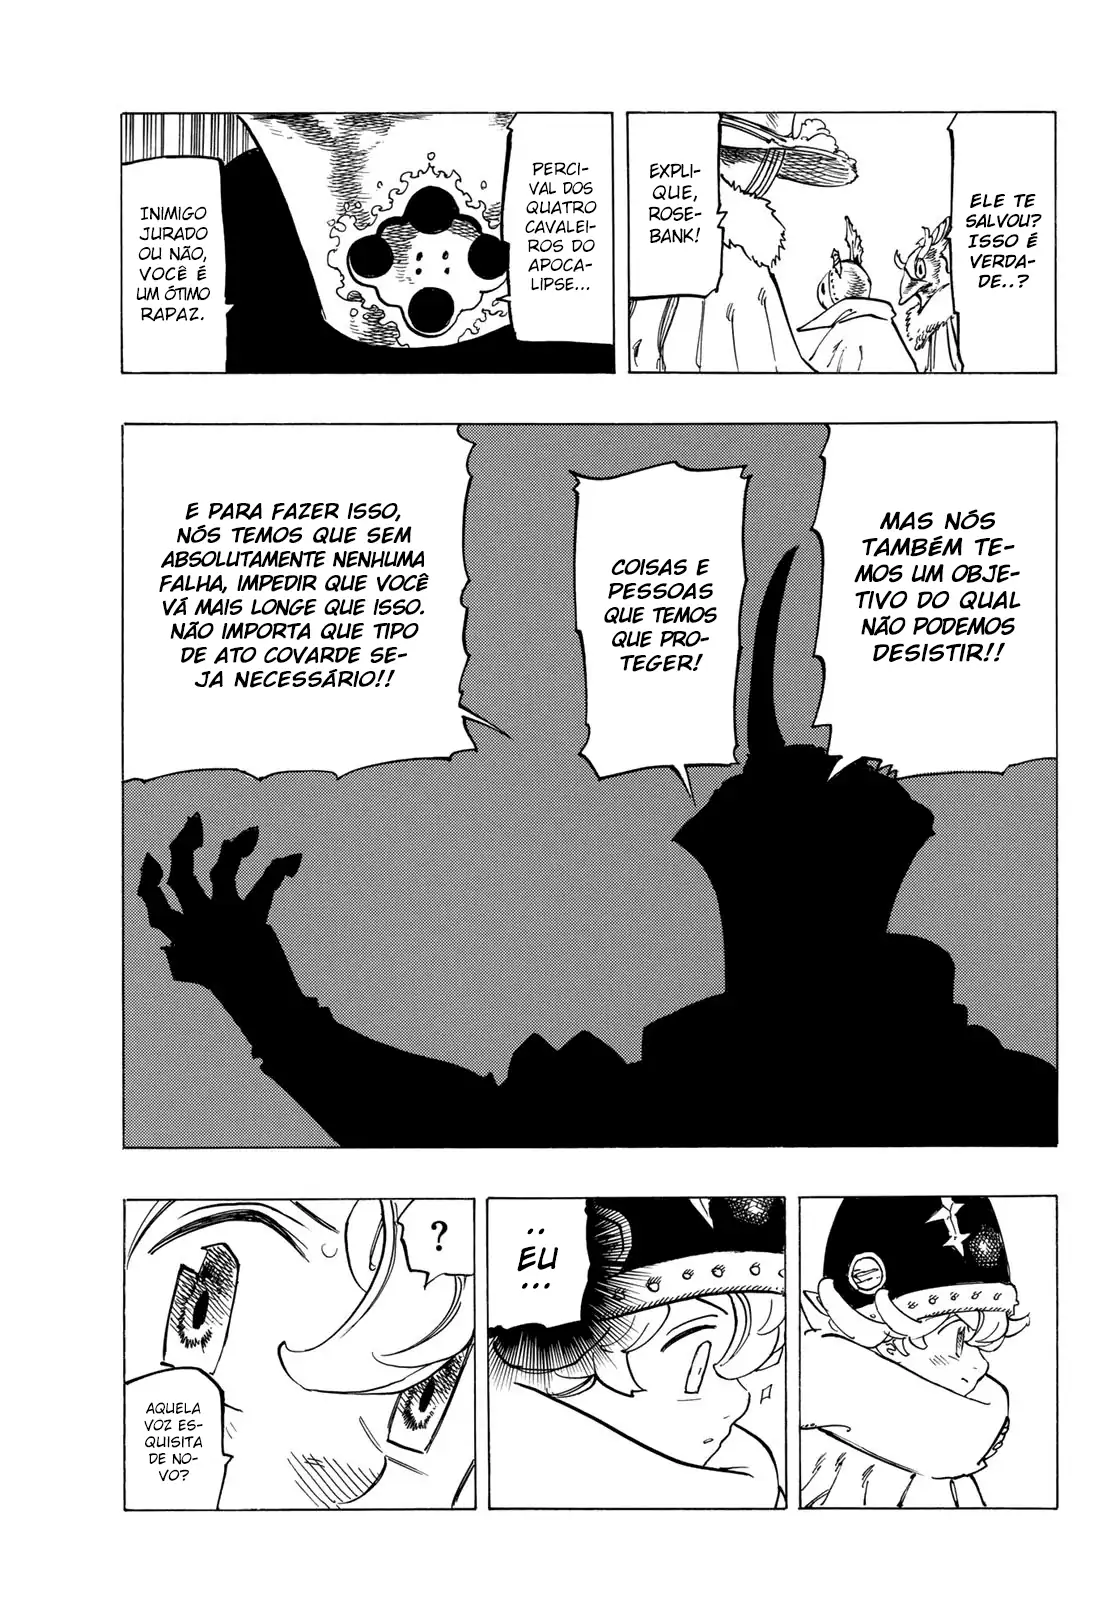 ELE TE
SALVOU?
ISSO É
VERDA-
DE..?
EXPLI-
QUE,
ROSE-
BANK!
PERCI-
VAL DOS
QUATRO
CAVALEI-
ROS DO
APOCA-
LIPSE...
INIMIGO
JURADO
OU NÃO,
VOCÊ É
UM ÓTIMO
RAPAZ.
MAS NÓS
TAMBÉM TE-
MOS UM OBJE-
TIVO DO QUAL
NÃO PODEMOS
DESISTIR!!
COISAS E
PESSOAS
QUE TEMOS
QUE PRO-
TEGER!
E PARA FAZER ISSO,
NÓS TEMOS QUE SEM
ABSOLUTAMENTE NENHUMA
FALHA, IMPEDIR QUE VOCÊ
VÁ MAIS LONGE QUE ISSO.
NÃO IMPORTA QUE TIPO
DE ATO COVARDE SE-
JA NECESSÁRIO!!
..
EU
...
?
AQUELA
VOZ ES-
QUISITA
DE NO-
VO?